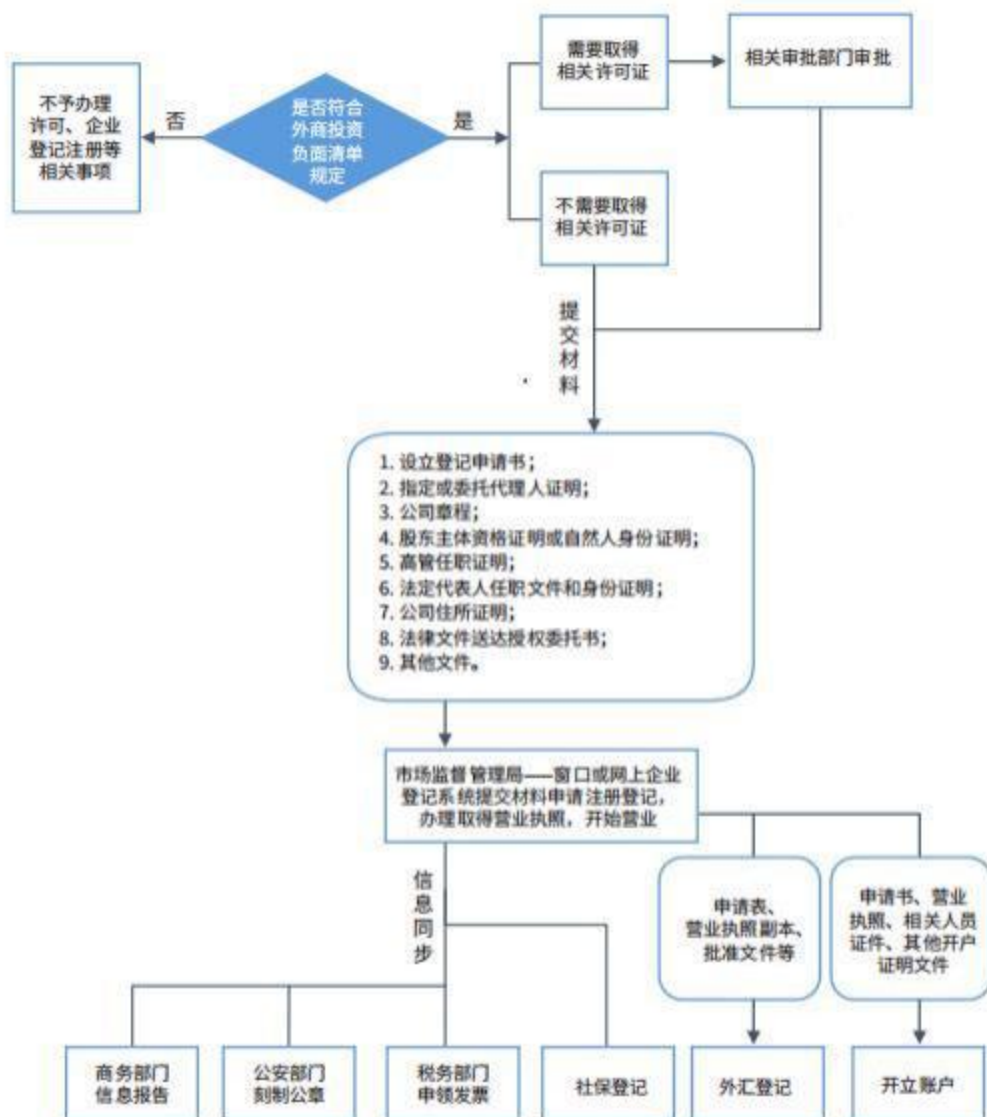 需要取得
相关许可证
相关审批部门审批
不予办理
许可、企业
登记注册等
相关事项
否
是否符合
外商投资
负面清单
规定
是
不需要取得
相关许可证
提
交
材
料
1. 设立登记申请书；
2. 指定或委托代理人证明；
3. 公司章程；
4. 股东主体资格证明或自然人身份证明；
5. 高管任职证明；
6. 法定代表人任职文件和身份证明；
7. 公司住所证明；
8. 法律文件送达授权委托书；
9. 其他文件。
市场监督管理局——窗口或网上企业
登记系统提交材料申请注册登记，
办理取得营业执照，开始营业
信
息
同
步
申请表、
营业执照副本、
批准文件等
申请书、营业
执照、相关人员
证件、其他开户
证明文件
商务部门
信息报告
公安部门
刻制公章
税务部门
申领发票
社保登记
外汇登记
开立账户